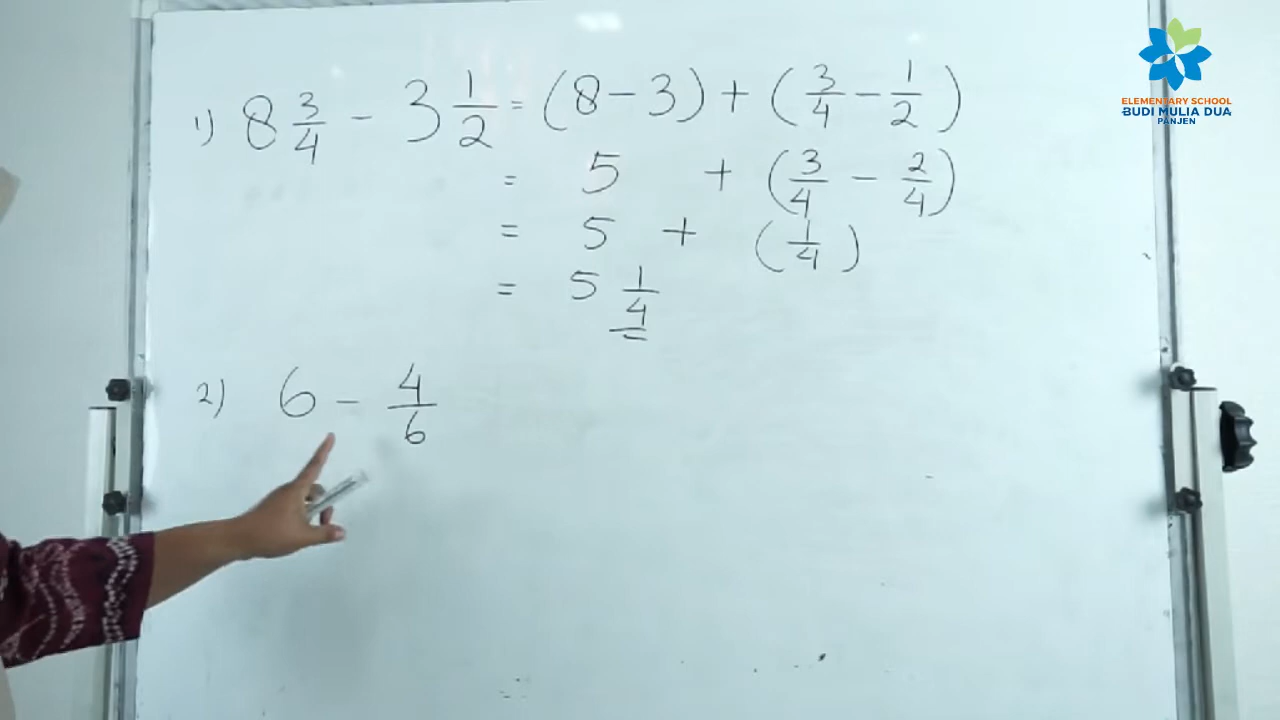 ELEMENTARY SCHOOL
BUDI MULIA DUA
PANJEN
1) 8 3/4 - 3 1/2 = (8 - 3) + (3/4 - 1/2)
= 5 + (3/4 - 2/4)
= 5 + (1/4)
= 5 1/4
2) 6 - 4/6